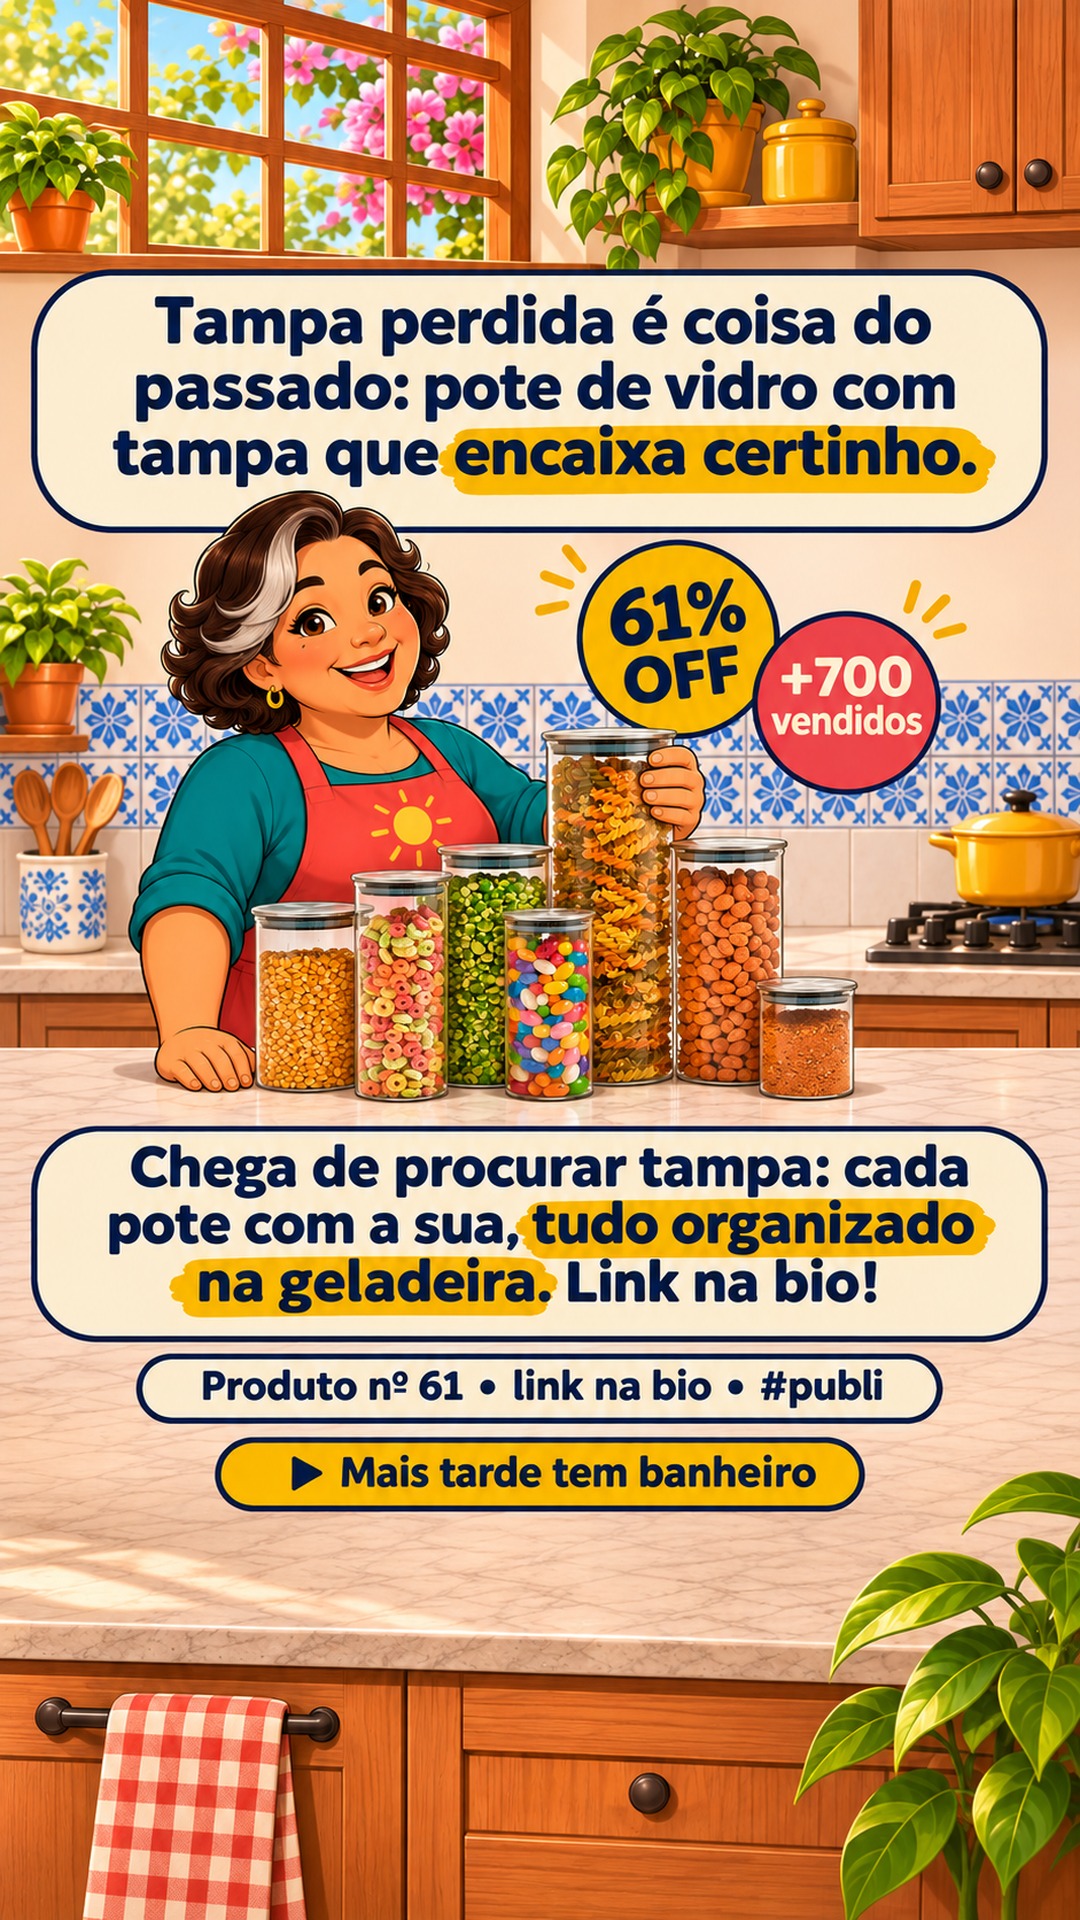 Tampa perdida é coisa do
passado: pote de vidro com
tampa que encaixa certinho.
61%
OFF
+700
vendidos
Chega de procurar tampa: cada
pote com a sua, tudo organizado
na geladeira. Link na bio!
Produto nº 61 • link na bio • #publi
▶ Mais tarde tem banheiro